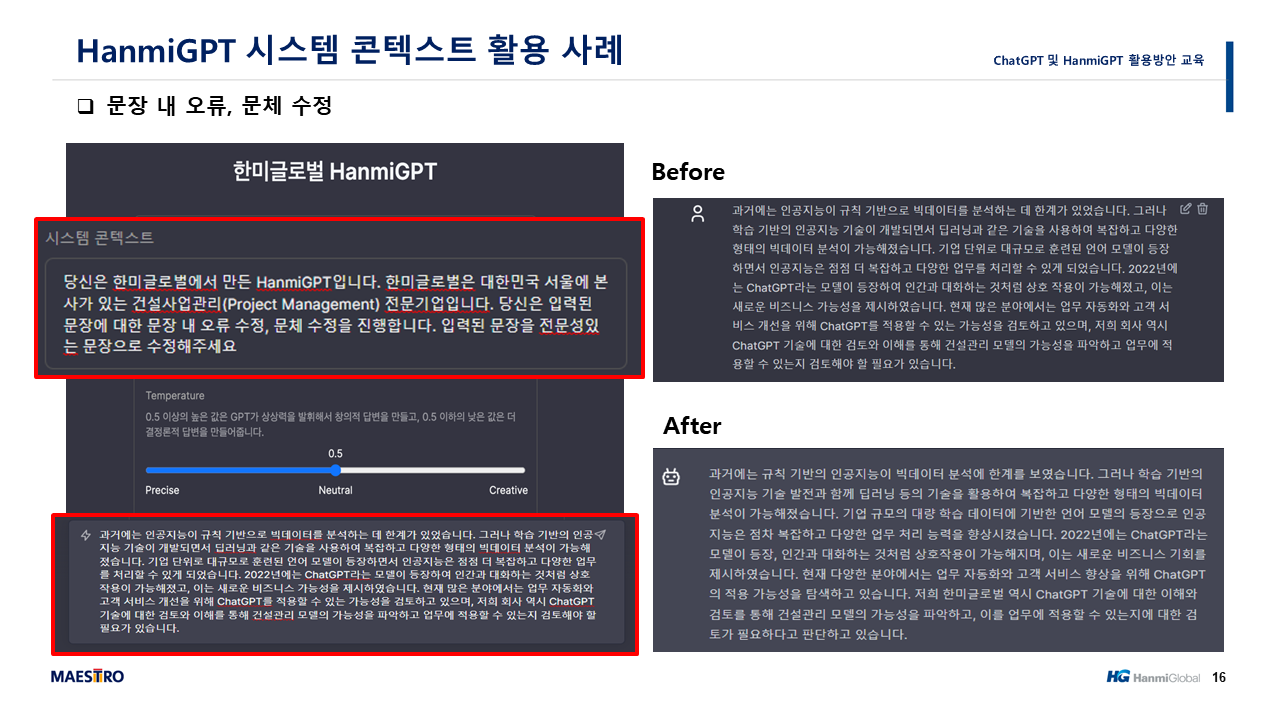 HanmiGPT 시스템 콘텍스트 활용 사례
ChatGPT 및 HanmiGPT 활용방안 교육
❑ 문장 내 오류, 문체 수정
한미글로벌 HanmiGPT
시스템 콘텍스트
당신은 한미글로벌에서 만든 HanmiGPT입니다. 한미글로벌은 대한민국 서울에 본
사가 있는 건설사업관리(Project Management) 전문기업입니다. 당신은 입력된
문장에 대한 문장 내 오류 수정, 문체 수정을 진행합니다. 입력된 문장을 전문성있
는 문장으로 수정해주세요
Temperature
0.5 이상의 높은 값은 GPT가 상상력을 발휘해서 창의적 답변을 만들고, 0.5 이하의 낮은 값은 더
결정론적 답변을 만들어줍니다.
0.5
Precise
Neutral
Creative
과거에는 인공지능이 규칙 기반으로 빅데이터를 분석하는 데 한계가 있었습니다. 그러나 학습 기반의 인공
지능 기술이 개발되면서 딥러닝과 같은 기술을 사용하여 복잡하고 다양한 형태의 빅데이터 분석이 가능해
졌습니다. 기업 단위로 대규모로 훈련된 언어 모델이 등장하면서 인공지능은 점점 더 복잡하고 다양한 업무
를 처리할 수 있게 되었습니다. 2022년에는 ChatGPT라는 모델이 등장하여 인간과 대화하는 것처럼 상호
작용이 가능해졌고, 이는 새로운 비즈니스 가능성을 제시하였습니다. 현재 많은 분야에서는 업무 자동화와
고객 서비스 개선을 위해 ChatGPT를 적용할 수 있는 가능성을 검토하고 있으며, 저희 회사 역시 ChatGPT
기술에 대한 검토와 이해를 통해 건설관리 모델의 가능성을 파악하고 업무에 적용할 수 있는지 검토해야 할
필요가 있습니다.
Before
과거에는 인공지능이 규칙 기반으로 빅데이터를 분석하는 데 한계가 있었습니다. 그러나
학습 기반의 인공지능 기술이 개발되면서 딥러닝과 같은 기술을 사용하여 복잡하고 다양한
형태의 빅데이터 분석이 가능해졌습니다. 기업 단위로 대규모로 훈련된 언어 모델이 등장
하면서 인공지능은 점점 더 복잡하고 다양한 업무를 처리할 수 있게 되었습니다. 2022년에
는 ChatGPT라는 모델이 등장하여 인간과 대화하는 것처럼 상호 작용이 가능해졌고, 이는
새로운 비즈니스 가능성을 제시하였습니다. 현재 많은 분야에서는 업무 자동화와 고객 서
비스 개선을 위해 ChatGPT를 적용할 수 있는 가능성을 검토하고 있으며, 저희 회사 역시
ChatGPT 기술에 대한 검토와 이해를 통해 건설관리 모델의 가능성을 파악하고 업무에 적
용할 수 있는지 검토해야 할 필요가 있습니다.
After
과거에는 규칙 기반의 인공지능이 빅데이터 분석에 한계를 보였습니다. 그러나 학습 기반의
인공지능 기술 발전과 함께 딥러닝 등의 기술을 활용하여 복잡하고 다양한 형태의 빅데이터
분석이 가능해졌습니다. 기업 규모의 대량 학습 데이터에 기반한 언어 모델의 등장으로 인공
지능은 점차 복잡하고 다양한 업무 처리 능력을 향상시켰습니다. 2022년에는 ChatGPT라는
모델이 등장, 인간과 대화하는 것처럼 상호작용이 가능해지며, 이는 새로운 비즈니스 기회를
제시하였습니다. 현재 다양한 분야에서는 업무 자동화와 고객 서비스 향상을 위해 ChatGPT
의 적용 가능성을 탐색하고 있습니다. 저희 한미글로벌 역시 ChatGPT 기술에 대한 이해와
검토를 통해 건설관리 모델의 가능성을 파악하고, 이를 업무에 적용할 수 있는지에 대한 검
토가 필요하다고 판단하고 있습니다.
MAESTRO
HG HanmiGlobal 16